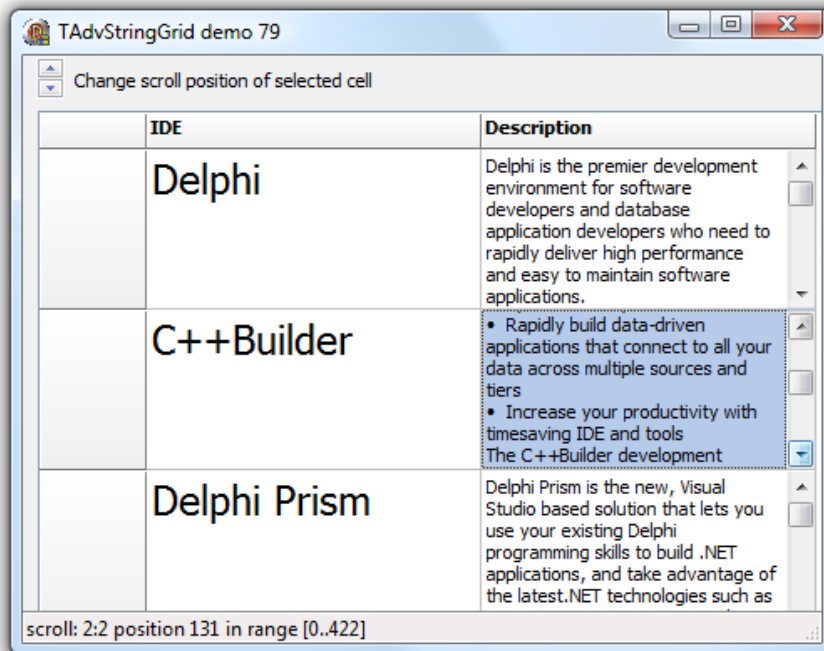 TAdvStringGrid demo 79
Change scroll position of selected cell
IDE
Description
Delphi
Delphi is the premier development
environment for software
developers and database
application developers who need to
rapidly deliver high performance
and easy to maintain software
applications.
C++Builder
• Rapidly build data-driven
applications that connect to all your
data across multiple sources and
tiers
• Increase your productivity with
timesaving IDE and tools
The C++Builder development
Delphi Prism
Delphi Prism is the new, Visual
Studio based solution that lets you
use your existing Delphi
programming skills to build .NET
applications, and take advantage of
the latest.NET technologies such as
scroll: 2:2 position 131 in range [0..422]